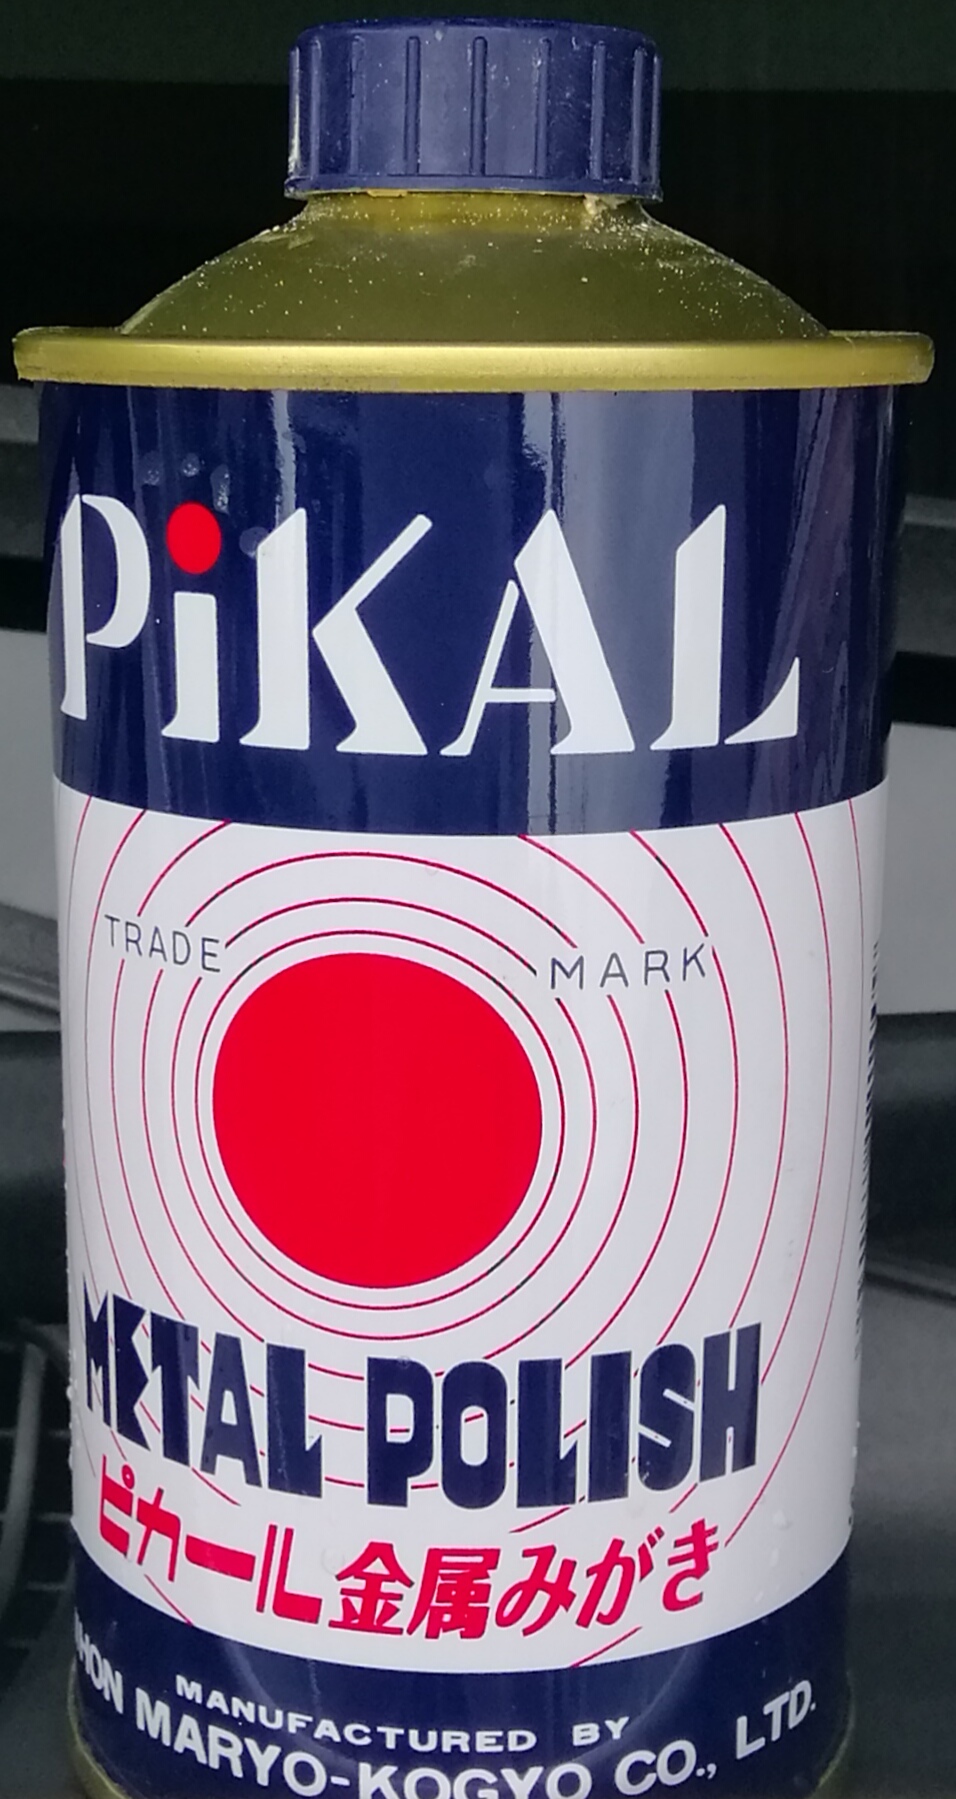 PiKAL
TRADE MARK
METAL POLISH
ピカール金属みがき
MANUFACTURED BY
MARYO-KOGYO CO., LTD.